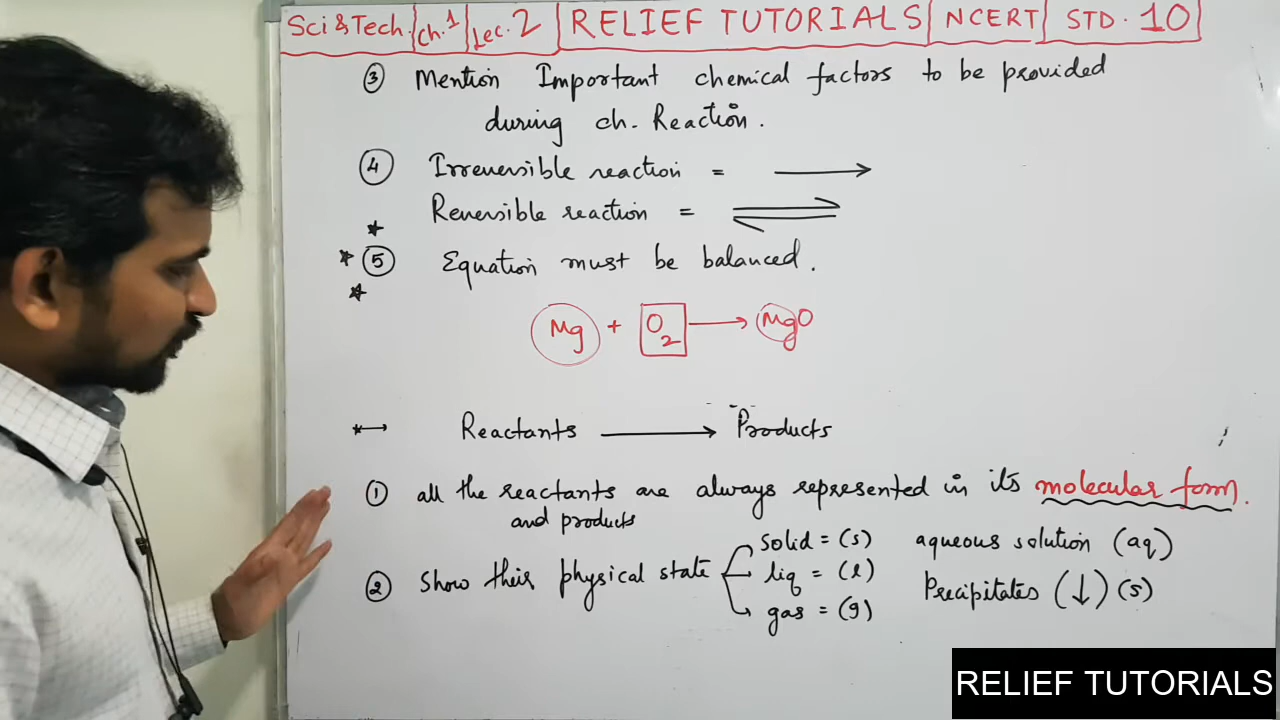 Sci & Tech. ch.1 Lec. 2 RELIEF TUTORIALS NCERT STD. 10
③ Mention Important chemical factors to be provided
during ch. Reaction.
④ Irreversible reaction = ⟶
Reversible reaction = ⇌
⑤ Equation must be balanced.
Mg + O₂ ⟶ MgO
Reactants ⟶ Products
① all the reactants are always represented in its molecular form.
and products
② Show their physical state
solid = (s)
liq = (l)
gas = (g)
aqueous solution (aq)
Precipitates (↓) (s)
RELIEF TUTORIALS